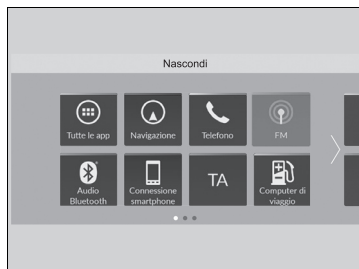 Nascondi
Tutte le app
Navigazione
Telefono
FM
Audio
Bluetooth
Connessione
smartphone
TA
Computer di
viaggio